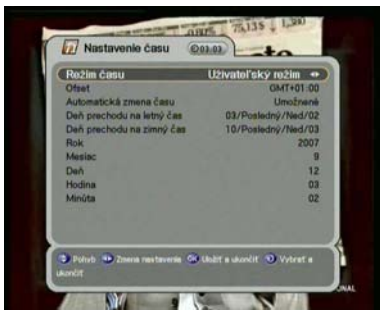 Nastavenie času 03:03
Režim času Užívateľský režim
Ofset GMT+01:00
Automatická zmena času Umožnené
Deň prechodu na letný čas 03/Posledný/Ned/02
Deň prechodu na zimný čas 10/Posledný/Ned/03
Rok 2007
Mesiac 9
Deň 12
Hodina 03
Minúta 02
Pohyb Zmena nastavenia OK Uložiť a ukončiť Vybrať a
ukončiť